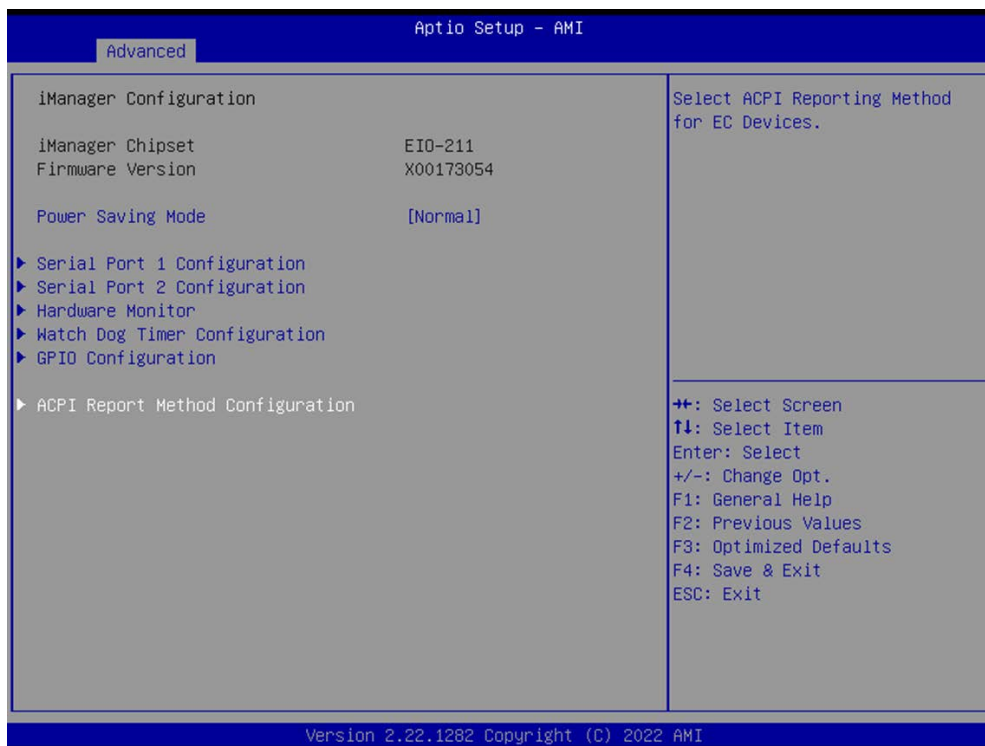 Aptio Setup – AMI
Advanced
iManager Configuration
iManager Chipset EIO-211
Firmware Version X00173054
Power Saving Mode [Normal]
▶ Serial Port 1 Configuration
▶ Serial Port 2 Configuration
▶ Hardware Monitor
▶ Watch Dog Timer Configuration
▶ GPIO Configuration
▶ ACPI Report Method Configuration
Select ACPI Reporting Method
for EC Devices.
→←: Select Screen
↑↓: Select Item
Enter: Select
+/-: Change Opt.
F1: General Help
F2: Previous Values
F3: Optimized Defaults
F4: Save & Exit
ESC: Exit
Version 2.22.1282 Copyright (C) 2022 AMI